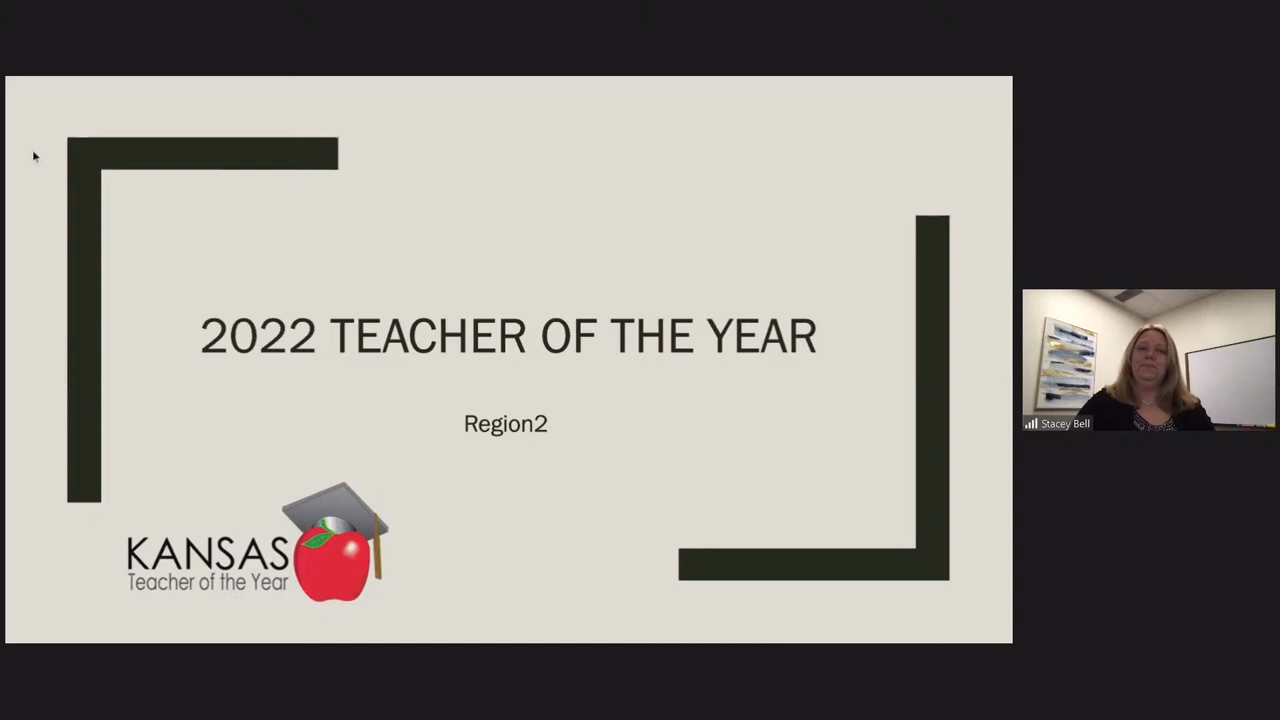 2022 TEACHER OF THE YEAR
Region2
KANSAS
Teacher of the Year
Stacey Bell